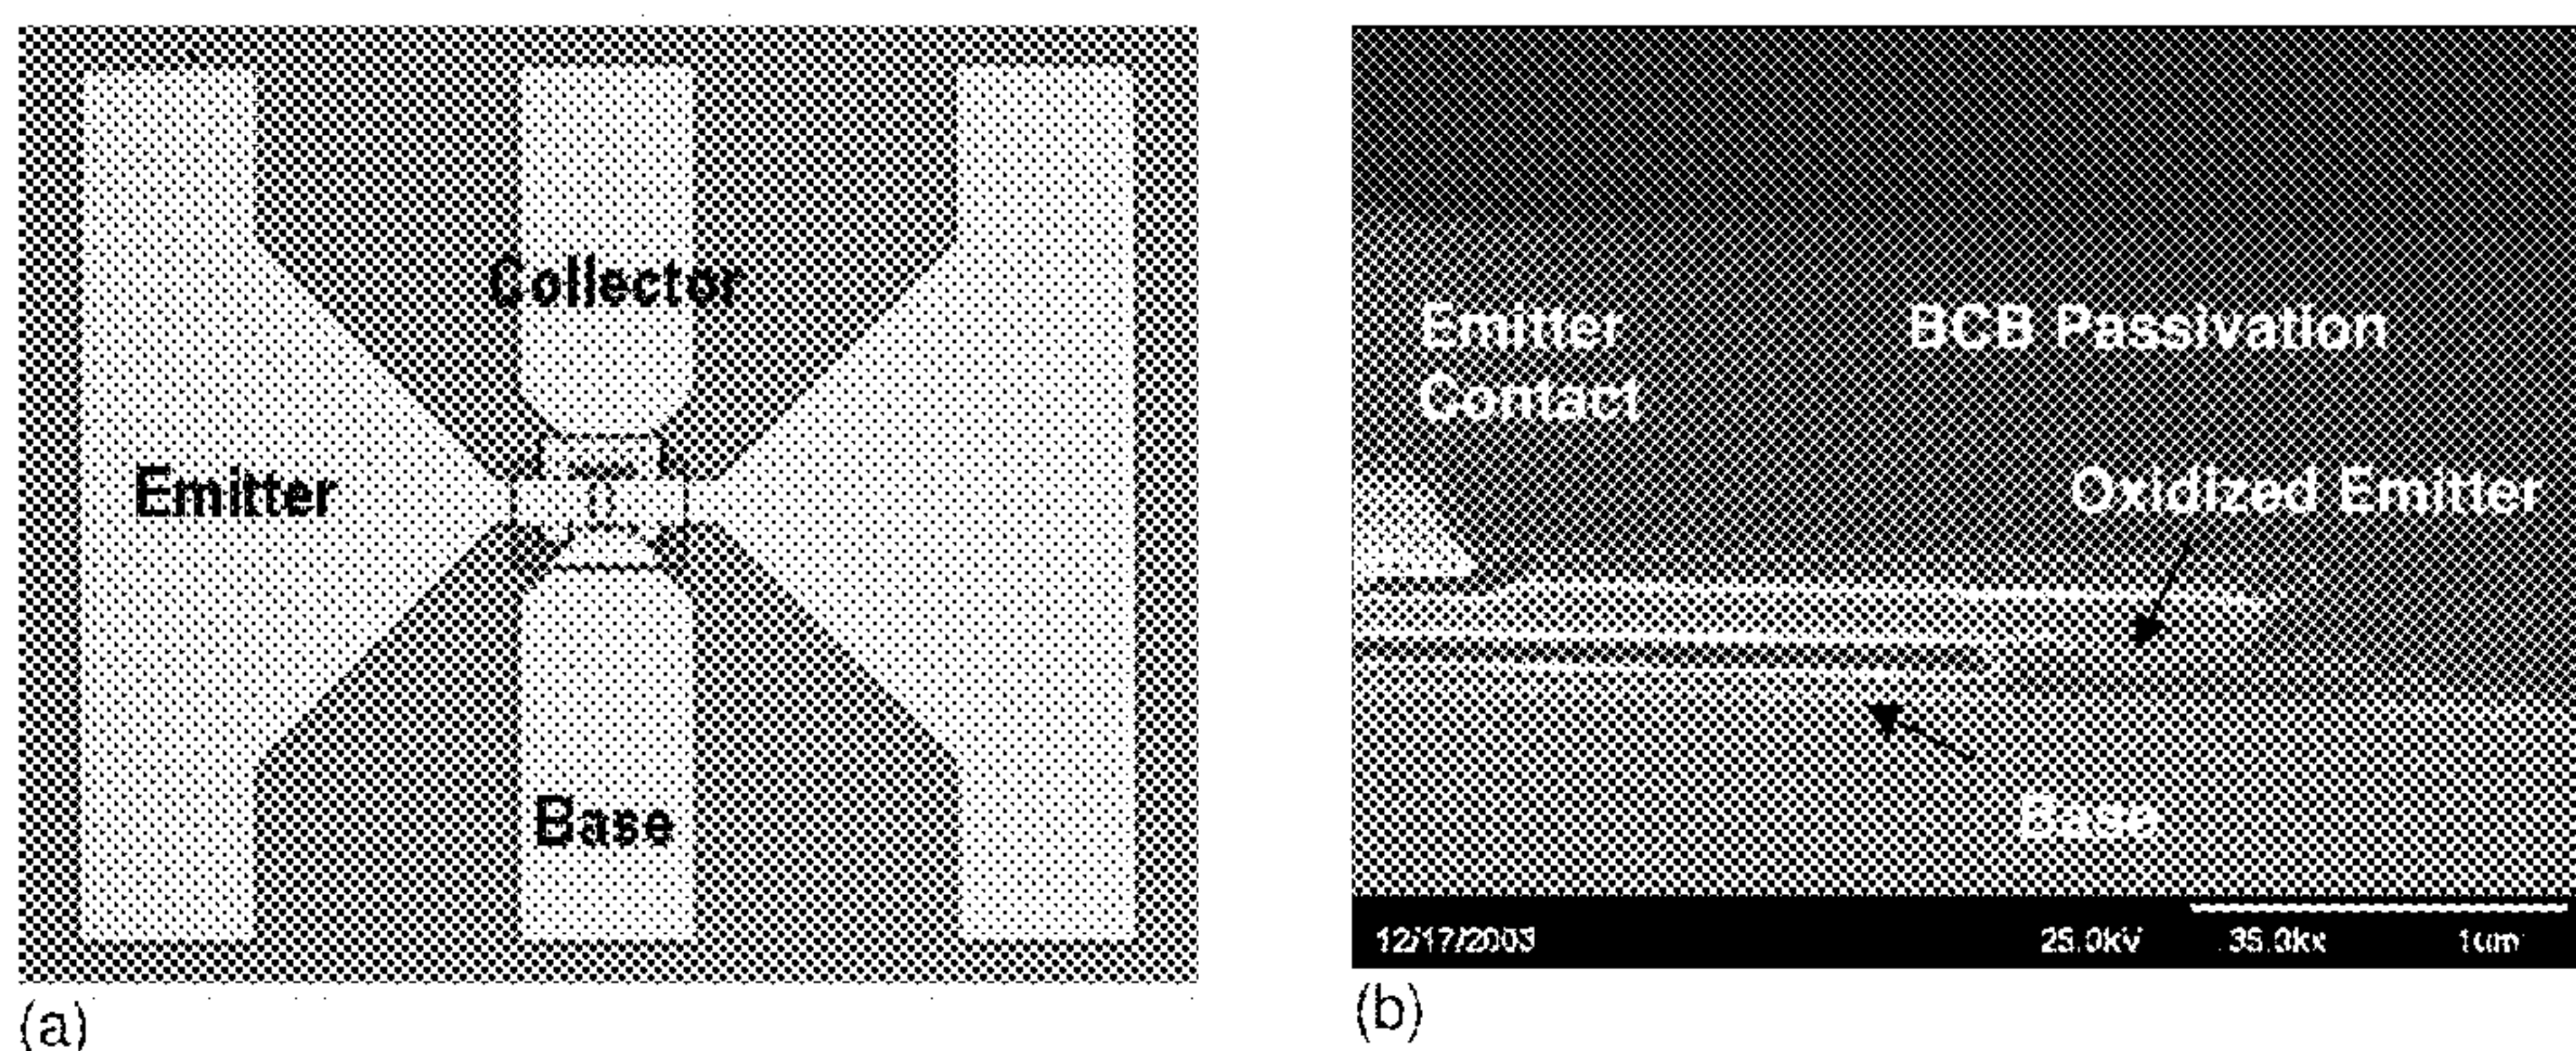 Collector
Emitter
Base
(a)
Emitter
Contact
BCB Passivation
Oxidized Emitter
Base
12/17/2003
25.0kV
35.0kx
1um
(b)